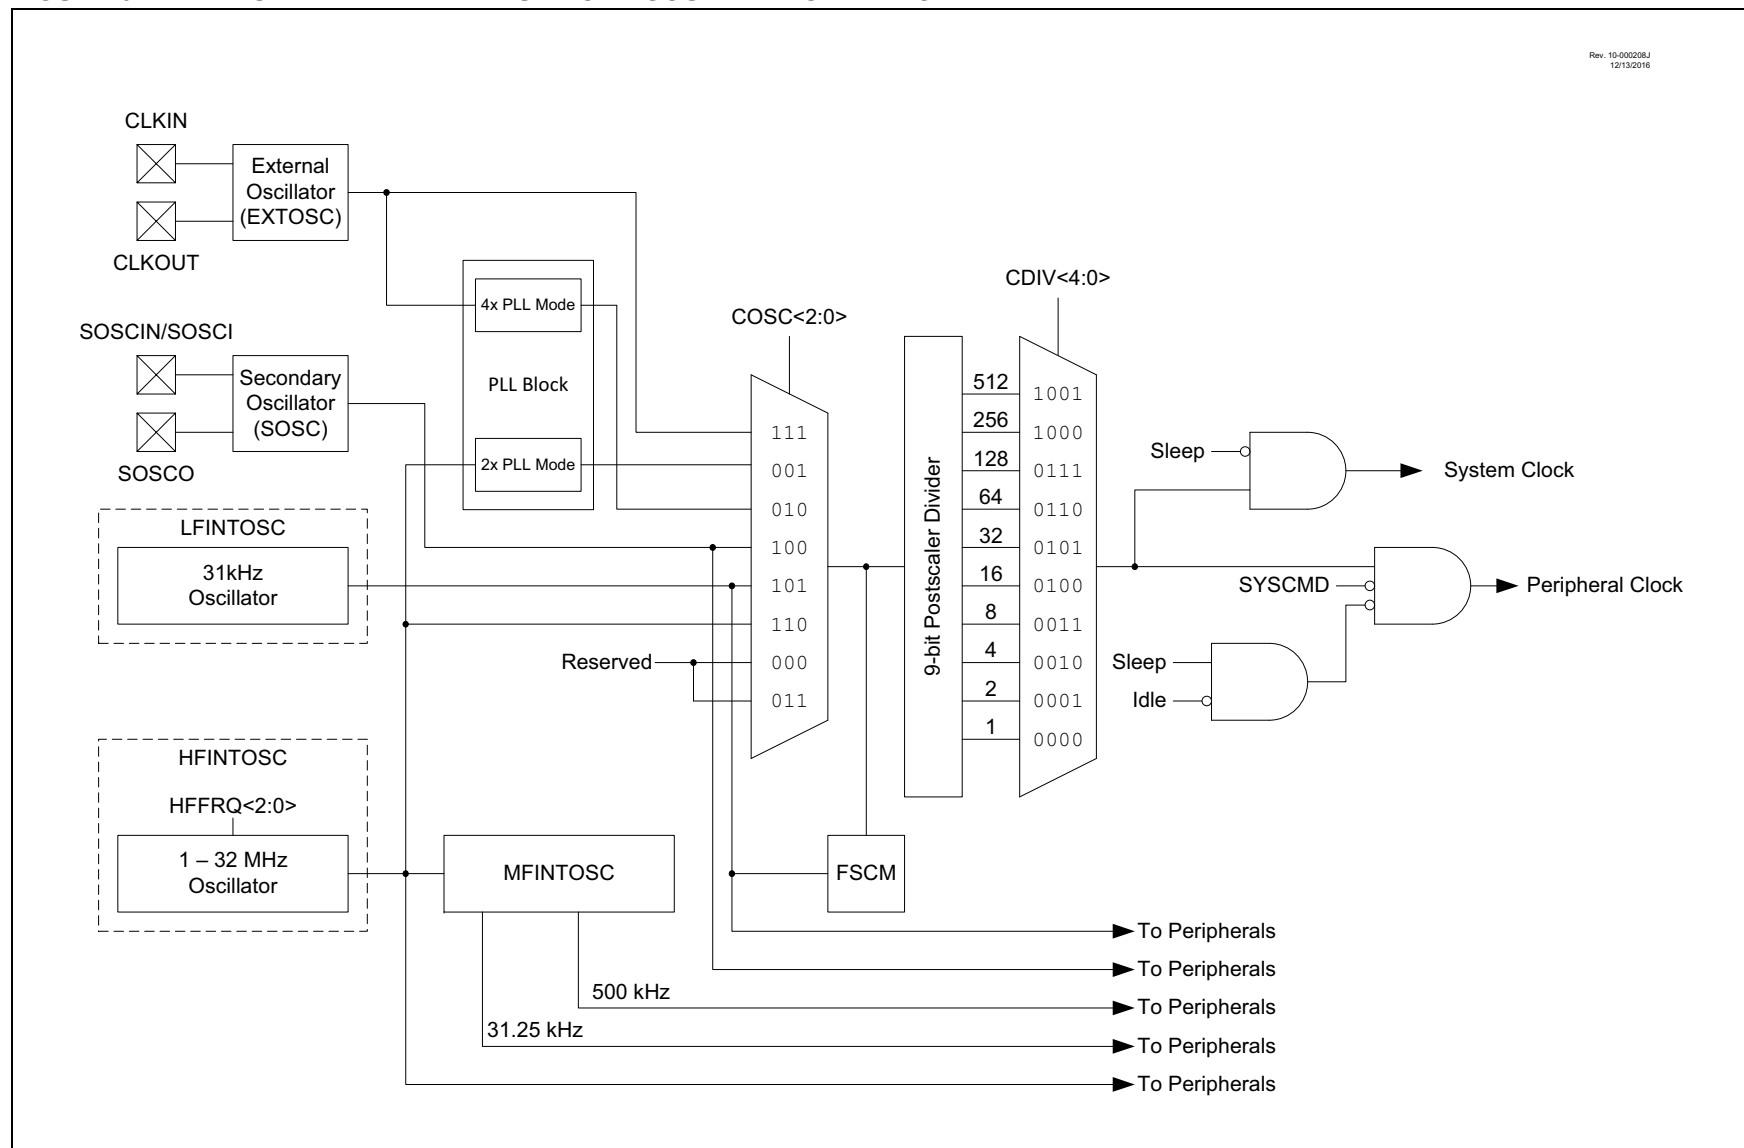 Rev. 10-000208J
12/13/2016
CLKIN
External
Oscillator
(EXTOSC)
CLKOUT
4x PLL Mode
PLL Block
2x PLL Mode
SOSCIN/SOSCI
Secondary
Oscillator
(SOSC)
SOSCO
LFINTOSC
31kHz
Oscillator
Reserved
HFINTOSC
HFFRQ<2:0>
1 – 32 MHz
Oscillator
MFINTOSC
FSCM
COSC<2:0>
111
001
010
100
101
110
000
011
9-bit Postscaler Divider
512
256
128
64
32
16
8
4
2
1
CDIV<4:0>
1001
1000
0111
0110
0101
0100
0011
0010
0001
0000
Sleep
System Clock
SYSCMD
Peripheral Clock
Sleep
Idle
To Peripherals
To Peripherals
500 kHz
To Peripherals
31.25 kHz
To Peripherals
To Peripherals